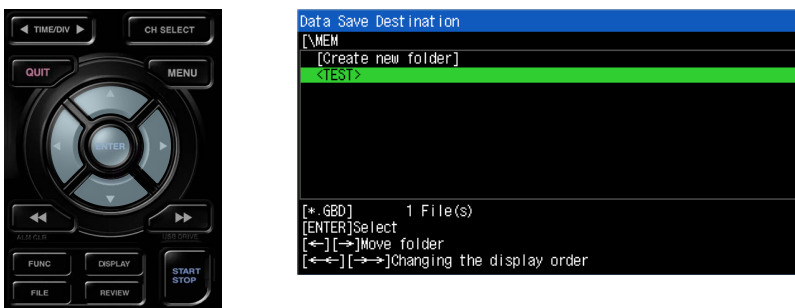 ◀ TIME/DIV ▶
CH SELECT
QUIT
MENU
ENTER
ALM CLR
USB DRIVE
FUNC
DISPLAY
START
STOP
FILE
REVIEW
Data Save Destination
[\MEM
[Create new folder]
<TEST>
[*.GBD] 1 File(s)
[ENTER]Select
[←][→]Move folder
[←←][→→]Changing the display order